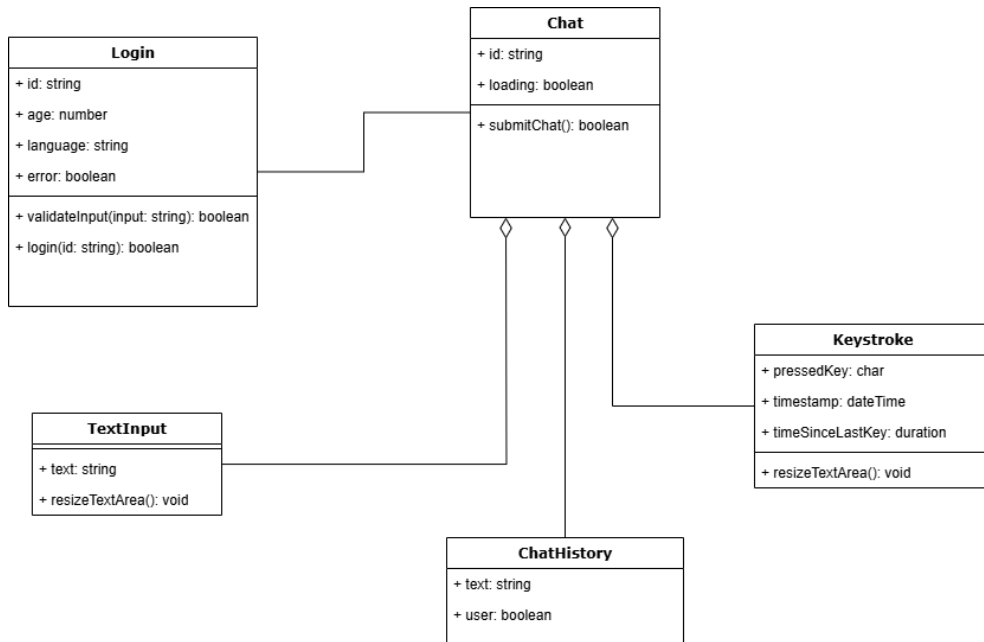 Login
+ id: string
+ age: number
+ language: string
+ error: boolean
+ validateInput(input: string): boolean
+ login(id: string): boolean
Chat
+ id: string
+ loading: boolean
+ submitChat(): boolean
TextInput
+ text: string
+ resizeTextArea(): void
ChatHistory
+ text: string
+ user: boolean
Keystroke
+ pressedKey: char
+ timestamp: dateTime
+ timeSinceLastKey: duration
+ resizeTextArea(): void